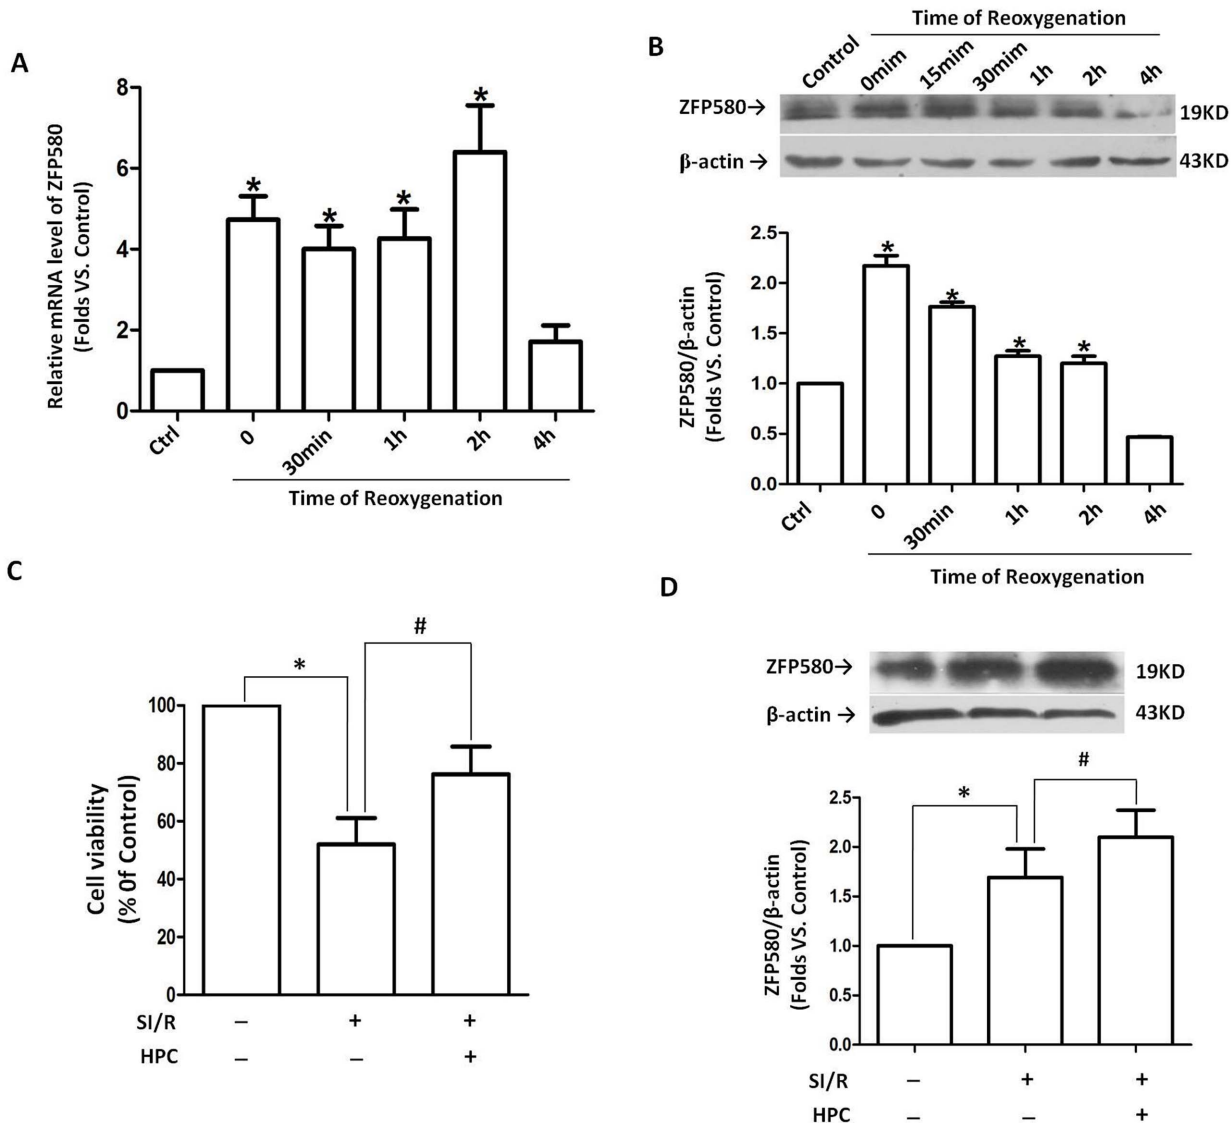 A
Relative mRNA level of ZFP580
(Folds VS. Control)
8
6
4
2
0
*
*
*
*
Ctrl
0
30min
1h
2h
4h
Time of Reoxygenation
B
Time of Reoxygenation
Control
0mim
15mim
30mim
1h
2h
4h
ZFP580→
19KD
β-actin →
43KD
ZFP580/β-actin
(Folds VS. Control)
2.5
2.0
1.5
1.0
0.5
0.0
*
*
*
*
Ctrl
0
30min
1h
2h
4h
Time of Reoxygenation
C
Cell viability
(% 0f Control)
100
80
60
40
20
0
*
#
SI/R – + +
HPC – – +
D
ZFP580→
19KD
β-actin →
43KD
ZFP580/β-actin
(Folds VS. Control)
2.5
2.0
1.5
1.0
0.5
0.0
*
#
SI/R – + +
HPC – – +